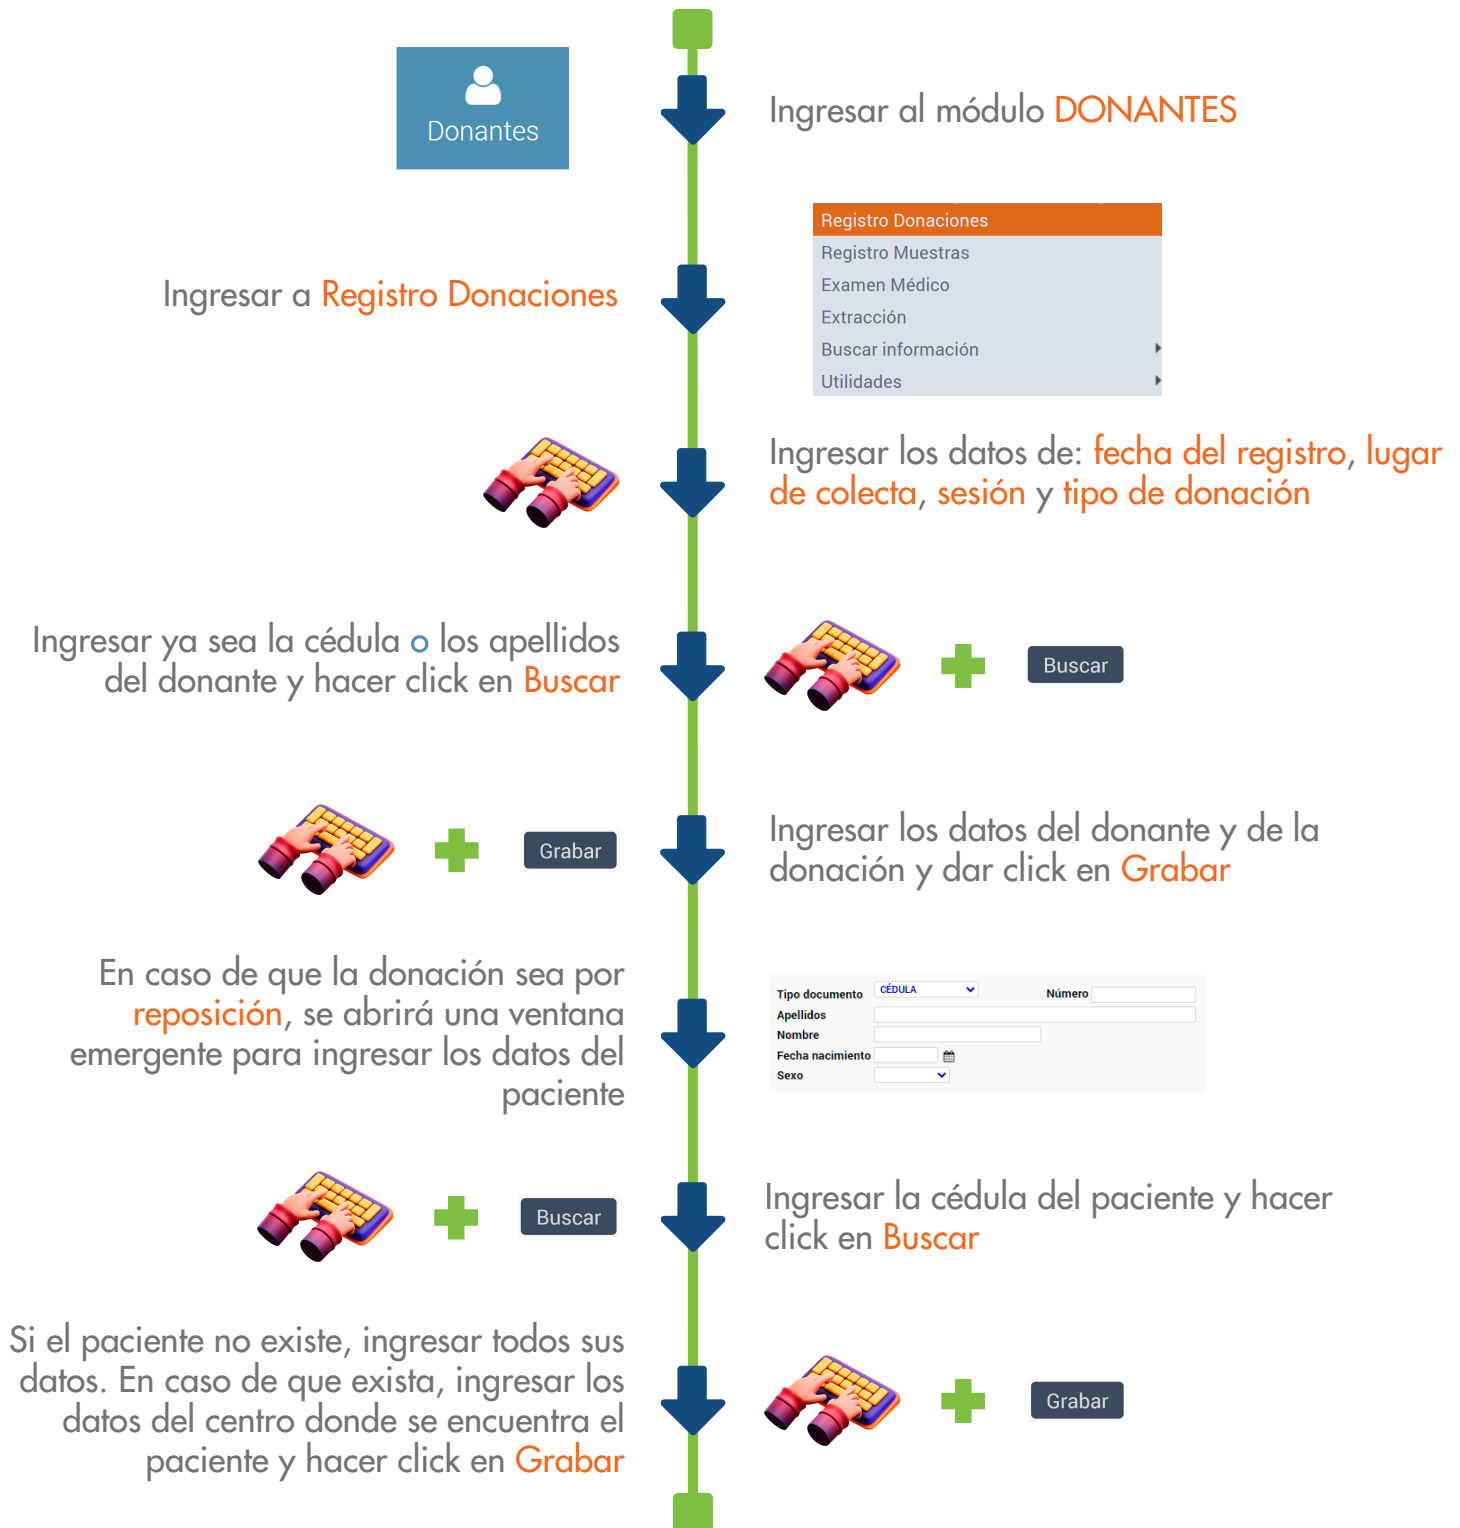 Donantes
Ingresar al módulo DONANTES
Registro Donaciones
Registro Muestras
Examen Médico
Extracción
Buscar información
Utilidades
Ingresar a Registro Donaciones
Ingresar los datos de: fecha del registro, lugar
de colecta, sesión y tipo de donación
Ingresar ya sea la cédula o los apellidos
del donante y hacer click en Buscar
Buscar
Grabar
Ingresar los datos del donante y de la
donación y dar click en Grabar
En caso de que la donación sea por
reposición, se abrirá una ventana
emergente para ingresar los datos del
paciente
Tipo documento CÉDULA Número
Apellidos
Nombre
Fecha nacimiento
Sexo
Buscar
Ingresar la cédula del paciente y hacer
click en Buscar
Si el paciente no existe, ingresar todos sus
datos. En caso de que exista, ingresar los
datos del centro donde se encuentra el
paciente y hacer click en Grabar
Grabar